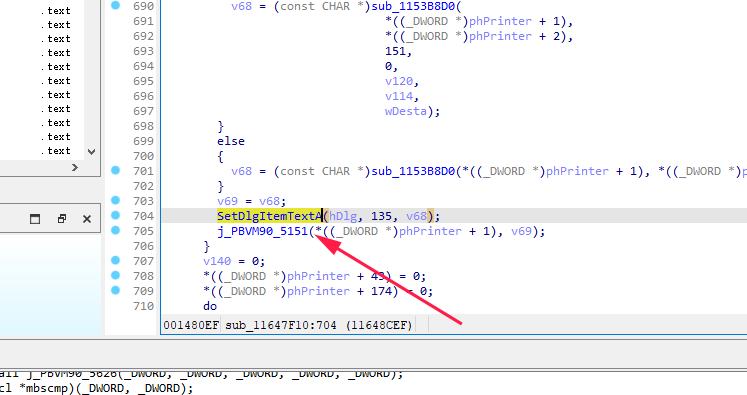 .text
.text
.text
.text
.text
.text
.text
.text
.text
.text
.text
690 v68 = (const CHAR *)sub_1153B8D0(
691 *((_DWORD *)phPrinter + 1),
692 *((_DWORD *)phPrinter + 2),
693 151,
694 0,
695 v120,
696 v114,
697 wDesta);
698 }
699 else
700 {
701 v68 = (const CHAR *)sub_1153B8D0(*((_DWORD *)phPrinter + 1), *((_DWORD *)p
702 }
703 v69 = v68;
704 SetDlgItemTextA(hDlg, 135, v68);
705 j_PBVM90_5151(*((_DWORD *)phPrinter + 1), v69);
706 }
707 v140 = 0;
708 *((_DWORD *)phPrinter + 43) = 0;
709 *((_DWORD *)phPrinter + 174) = 0;
710 do
001480EF sub_11647F10:704 (11648CEF)
all j_PBVM90_5626(_DWORD, _DWORD, _DWORD, _DWORD, _DWORD);
cl *mbscmp)(_DWORD, _DWORD);